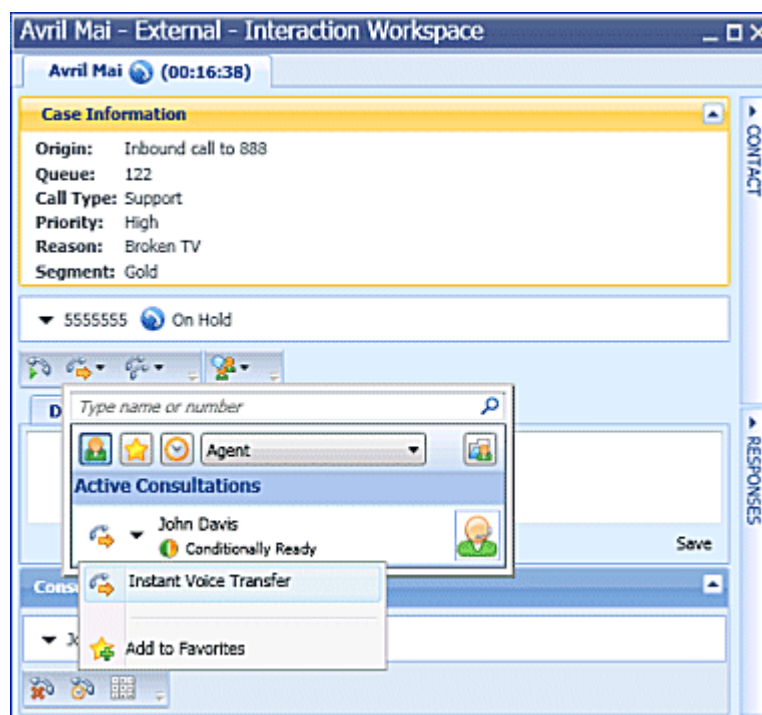 Avril Mai - External - Interaction Workspace
Avril Mai (00:16:38)
Case Information
Origin: Inbound call to 888
Queue: 122
Call Type: Support
Priority: High
Reason: Broken TV
Segment: Gold
CONTACT
5555555 On Hold
Type name or number
D
Agent
Active Consultations
John Davis
Conditionally Ready
RESPONSES
Save
Instant Voice Transfer
Add to Favorites